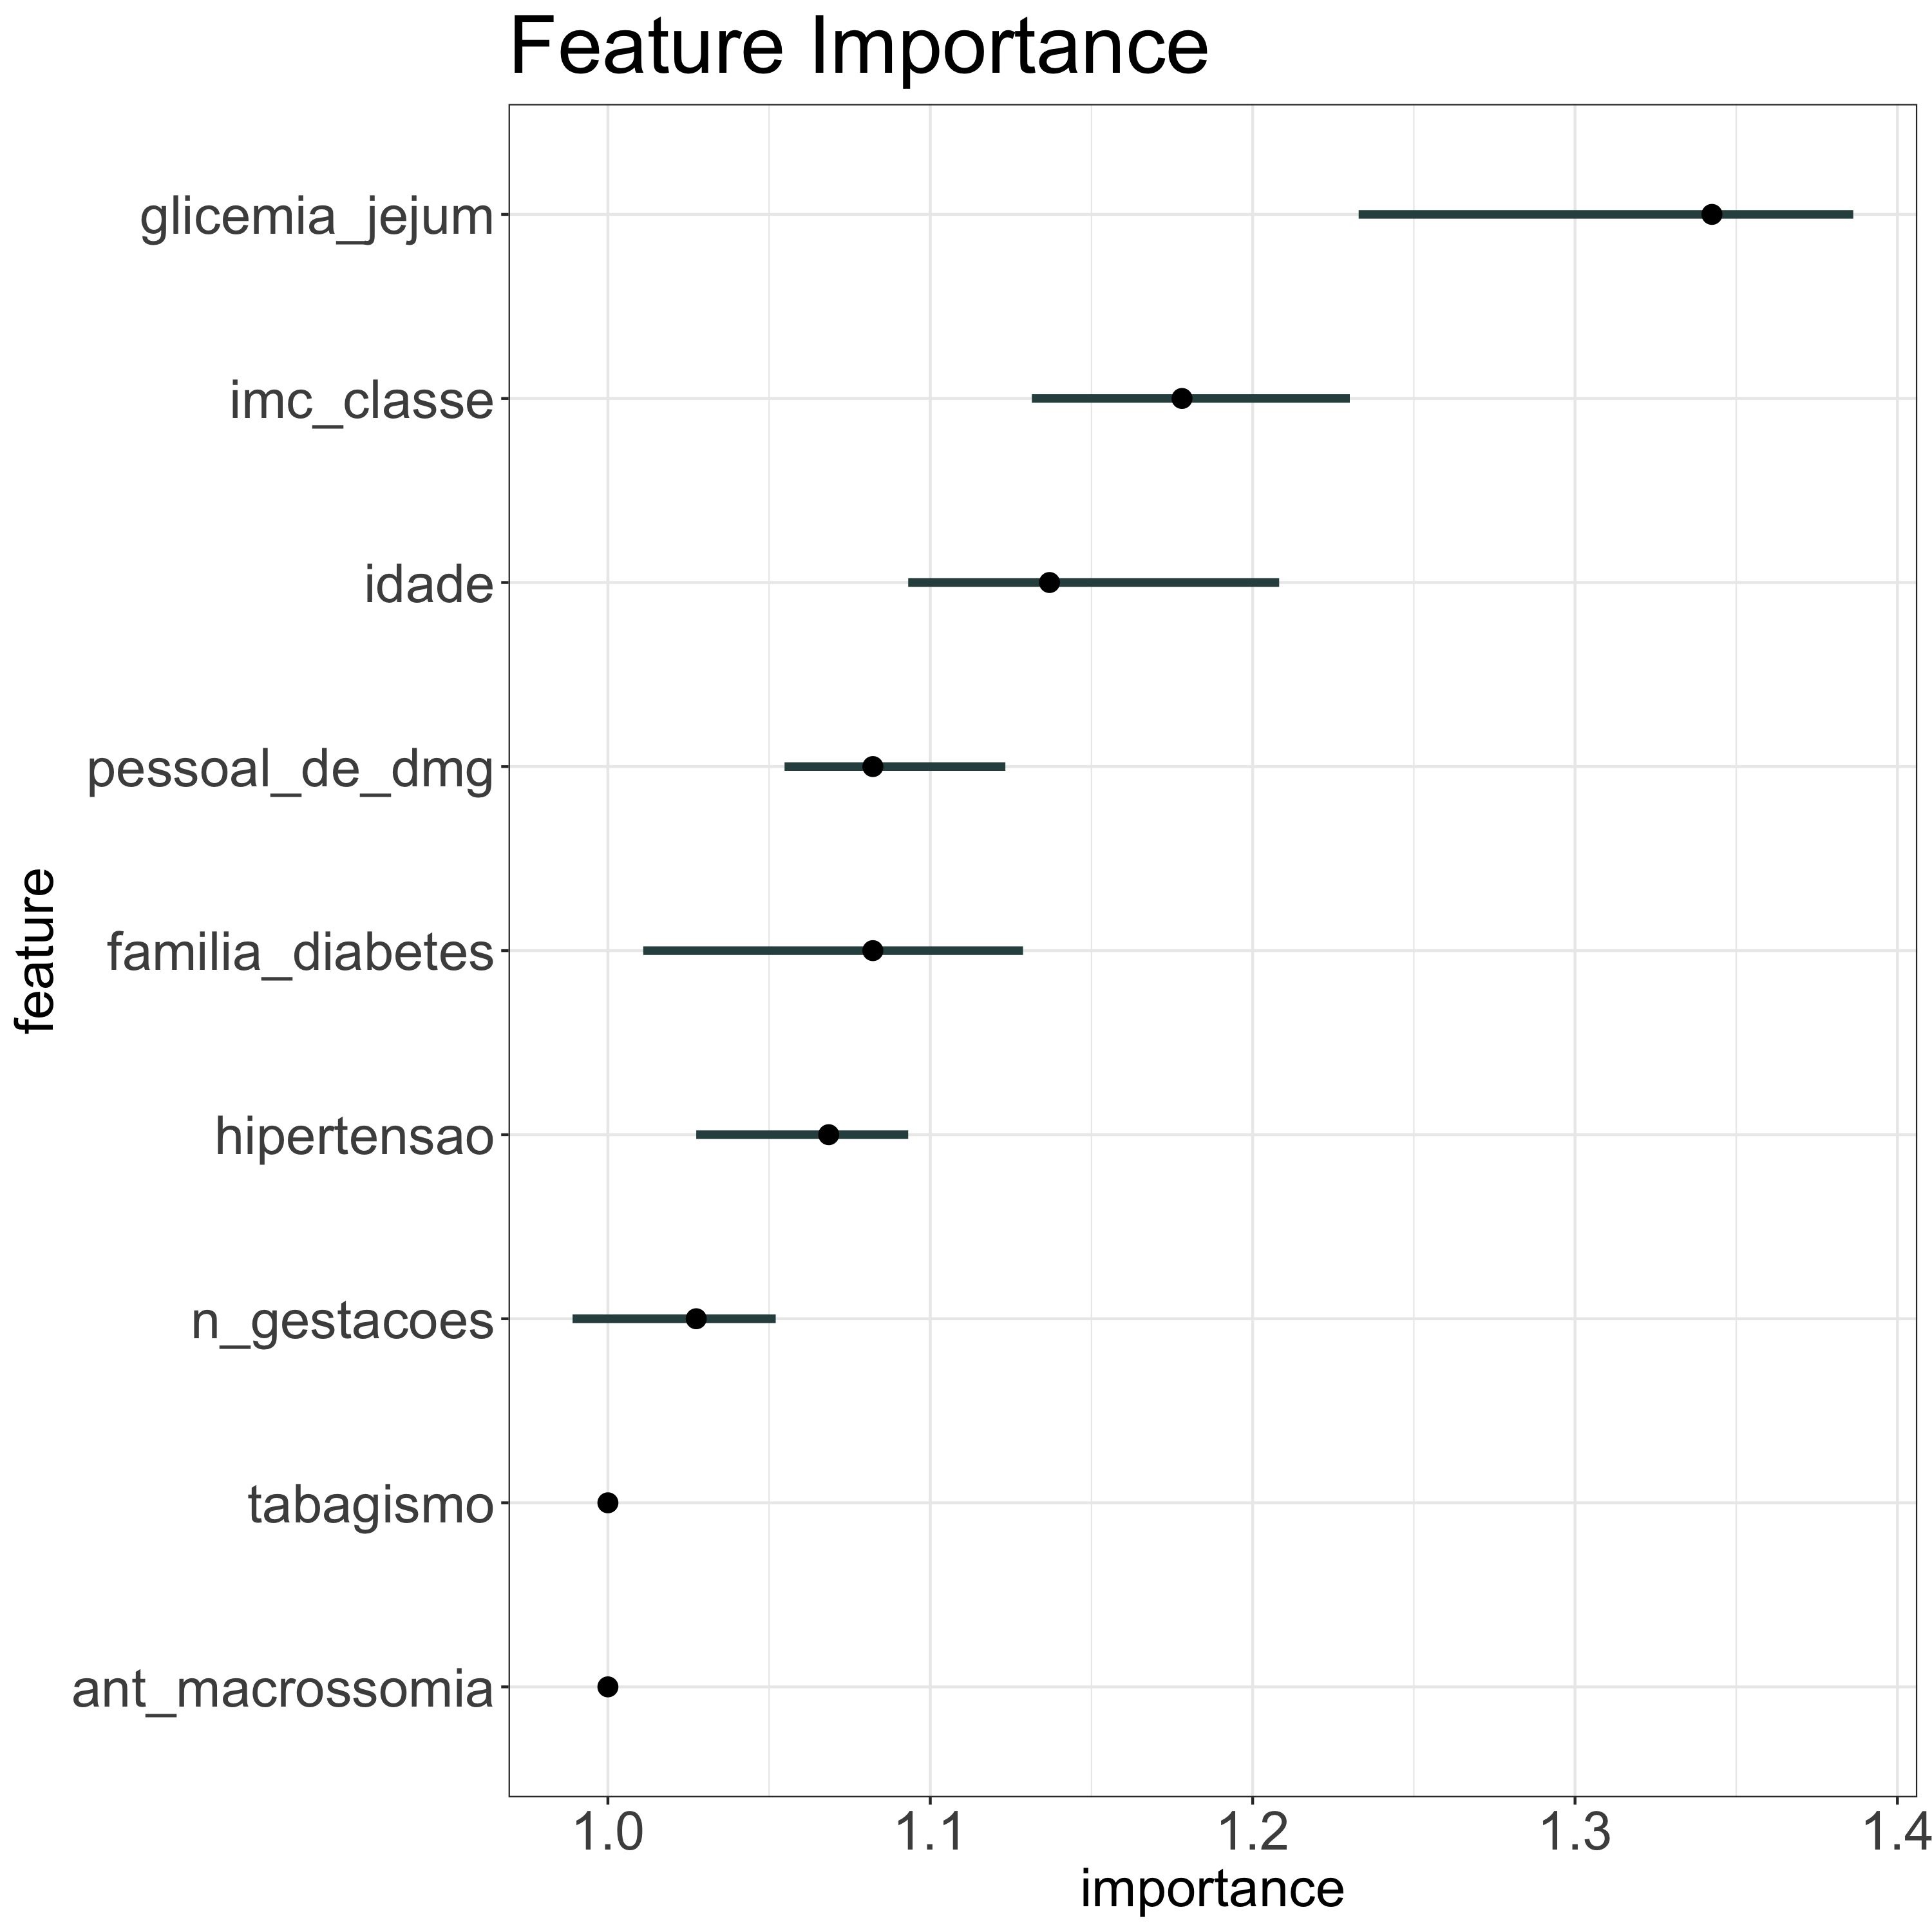 Feature Importance
glicemia_jejum
imc_classe
idade
pessoal_de_dmg
familia_diabetes
hipertensao
n_gestacoes
tabagismo
ant_macrossomia
feature
1.0 1.1 1.2 1.3 1.4
importance